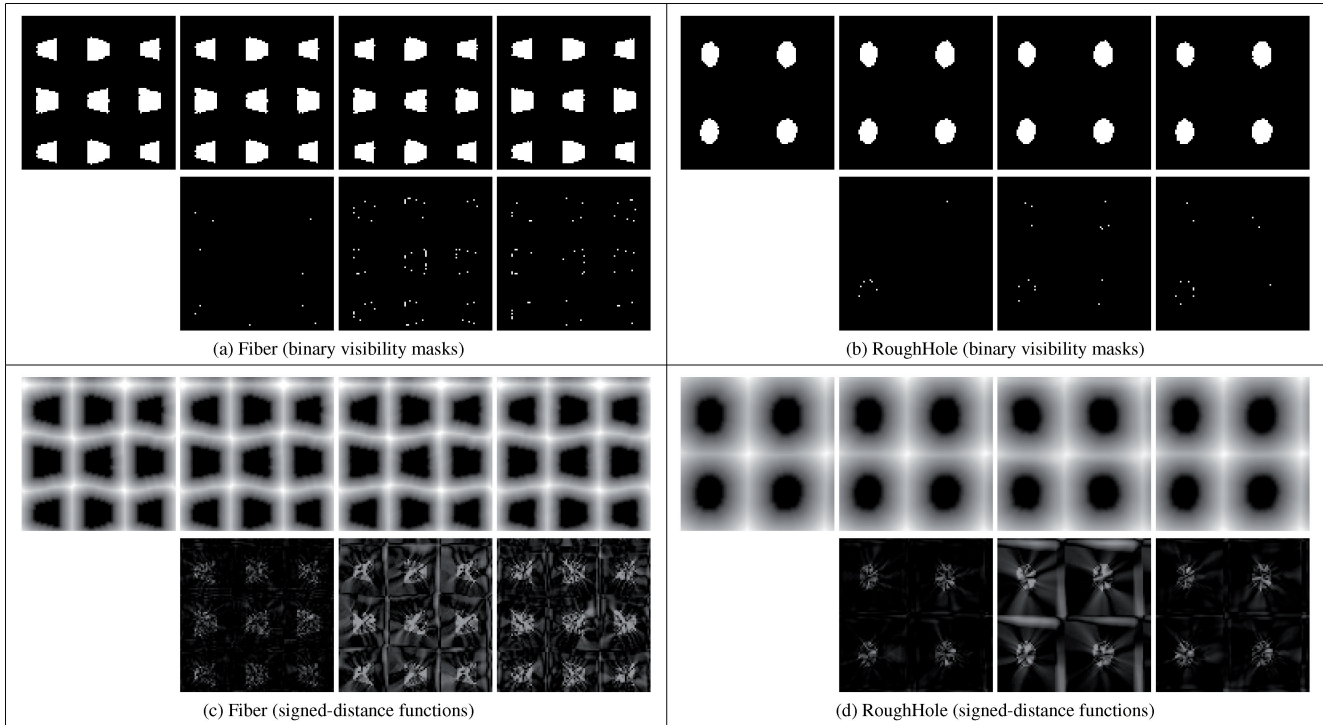 (a) Fiber (binary visibility masks)
(b) RoughHole (binary visibility masks)
(c) Fiber (signed-distance functions)
(d) RoughHole (signed-distance functions)